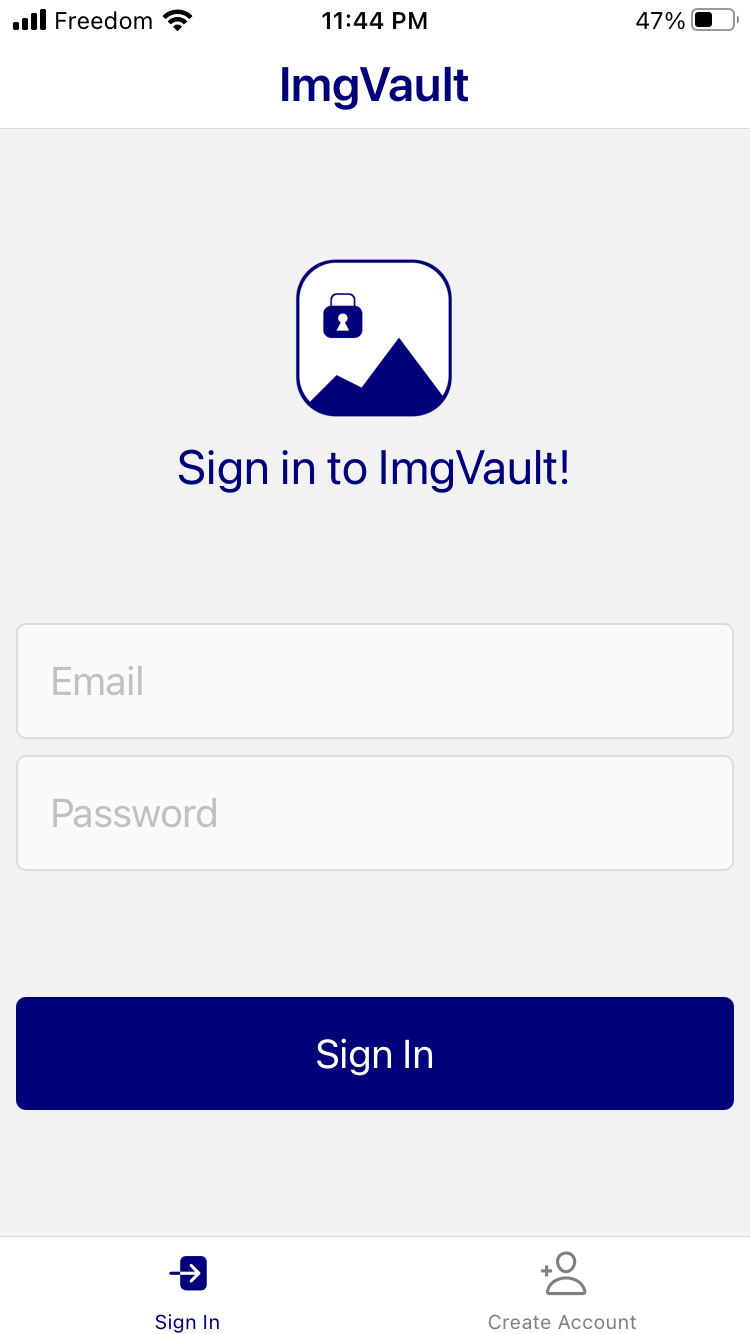 Freedom 11:44 PM 47%
ImgVault
Sign in to ImgVault!
Email
Password
Sign In
Sign In Create Account